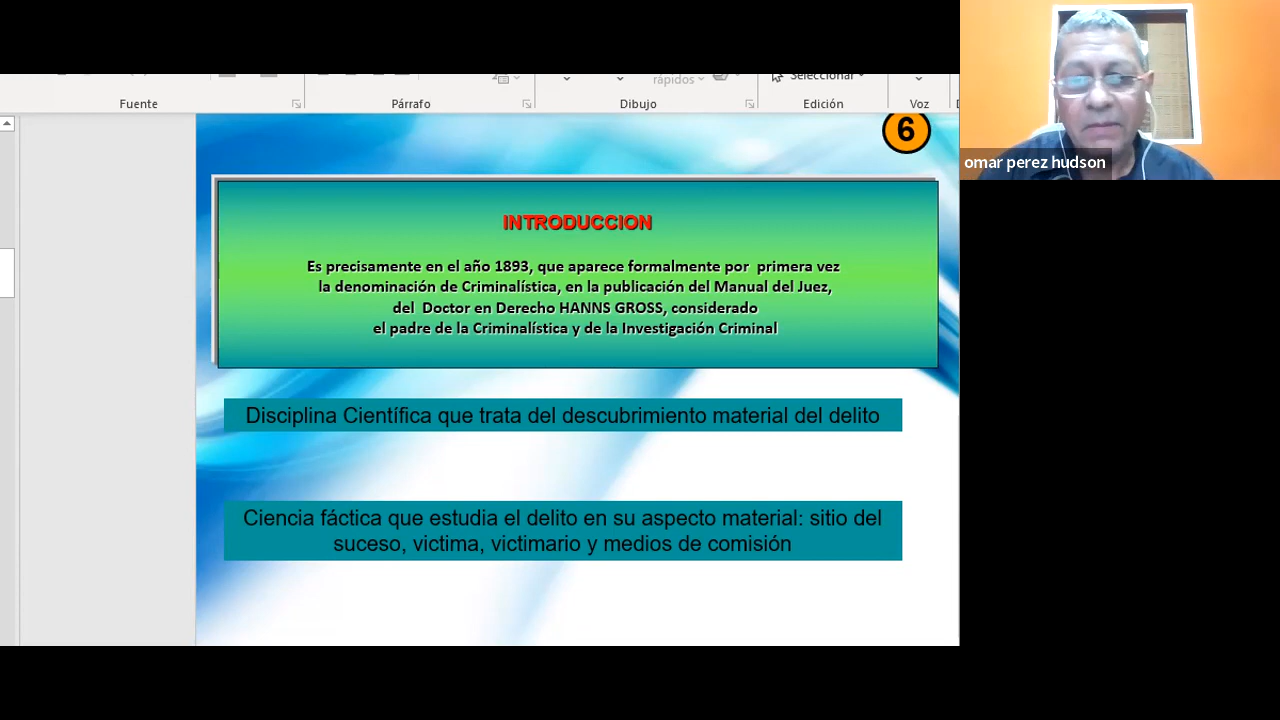 rápidos
Seleccionar
Fuente
Párrafo
Dibujo
Edición
Voz
6
INTRODUCCION
Es precisamente en el año 1893, que aparece formalmente por primera vez
la denominación de Criminalística, en la publicación del Manual del Juez,
del Doctor en Derecho HANNS GROSS, considerado
el padre de la Criminalística y de la Investigación Criminal
Disciplina Científica que trata del descubrimiento material del delito
Ciencia fáctica que estudia el delito en su aspecto material: sitio del
suceso, victima, victimario y medios de comisión
omar perez hudson